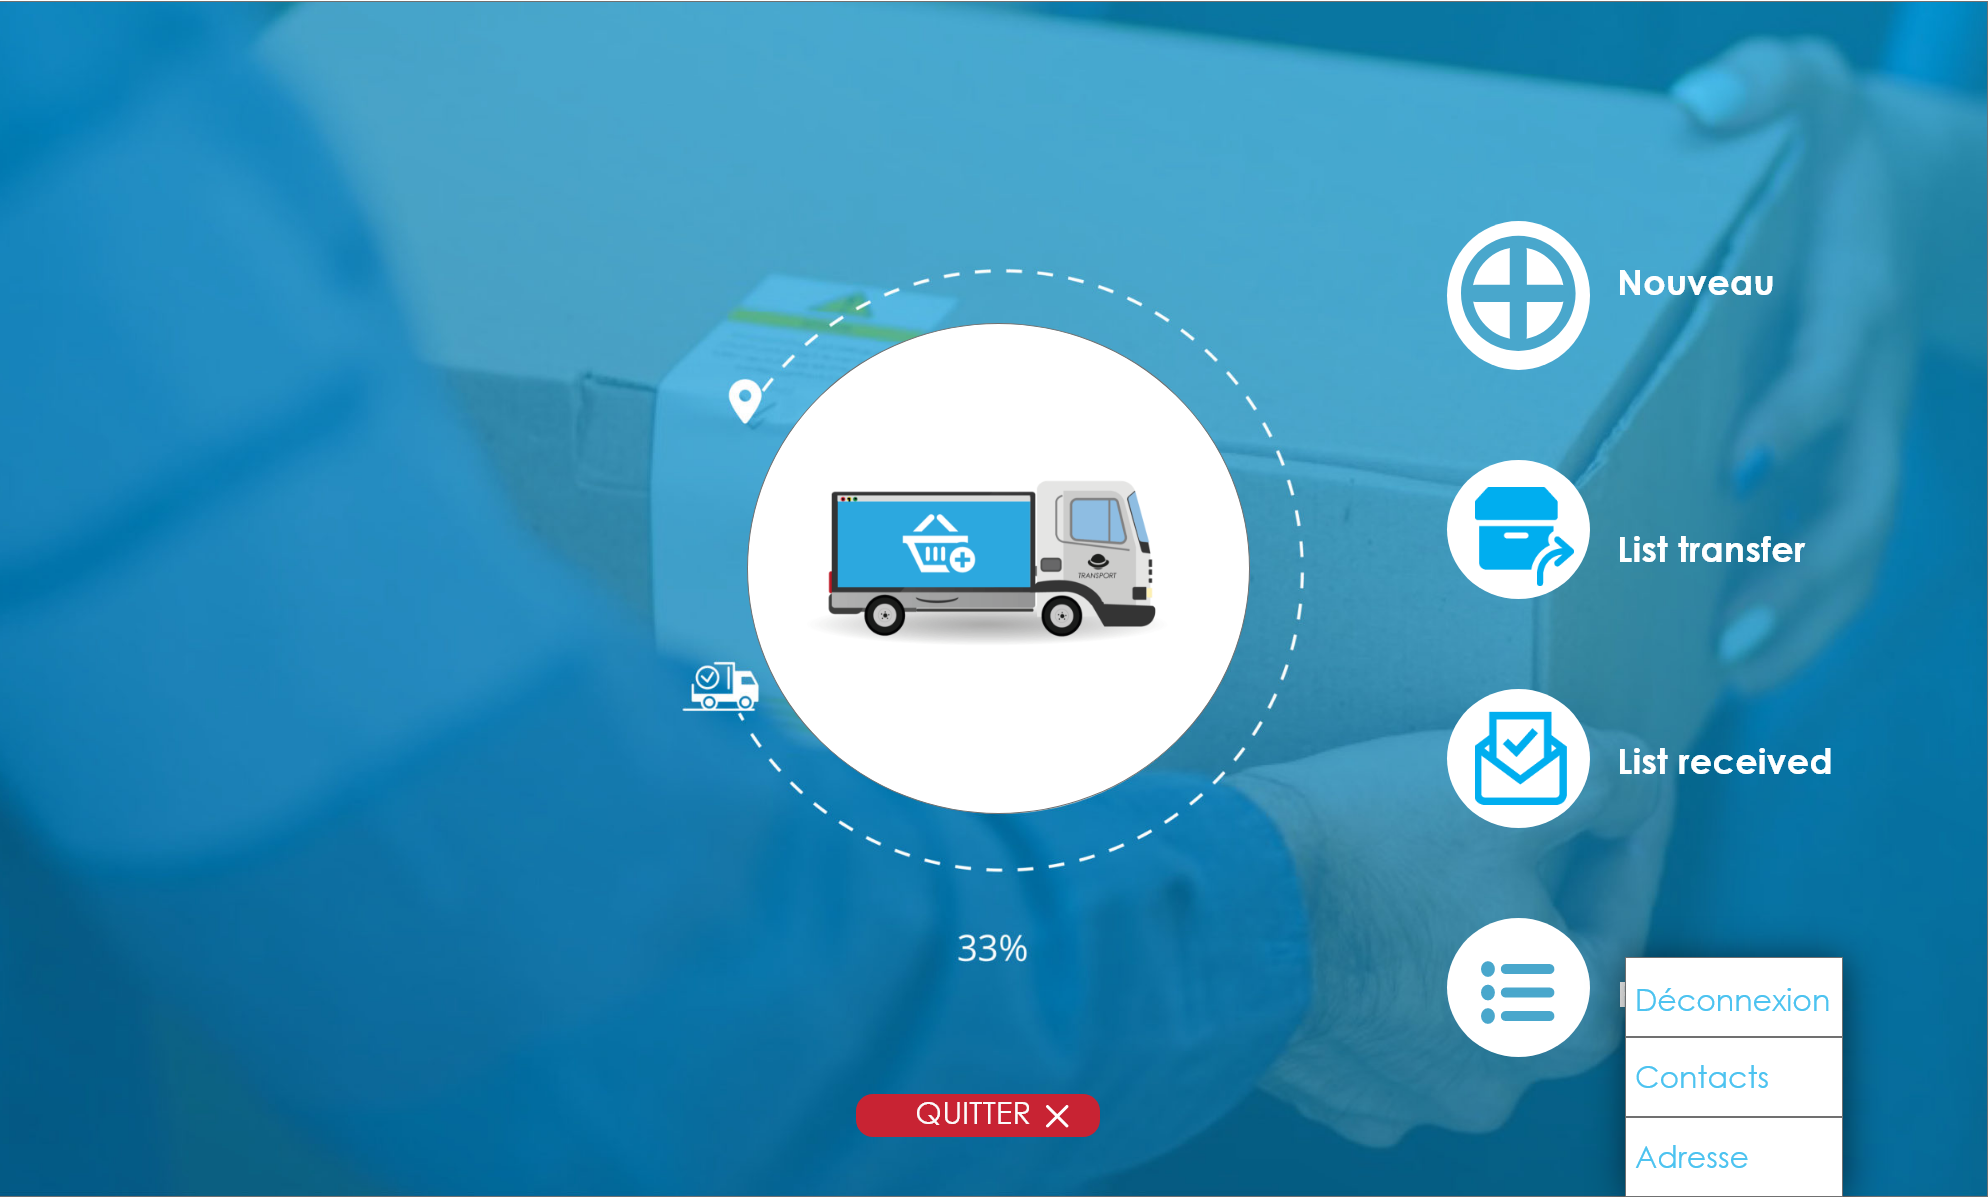 Nouveau
TRANSPORT
List transfer
List received
33%
Déconnexion
Contacts
QUITTER
Adresse